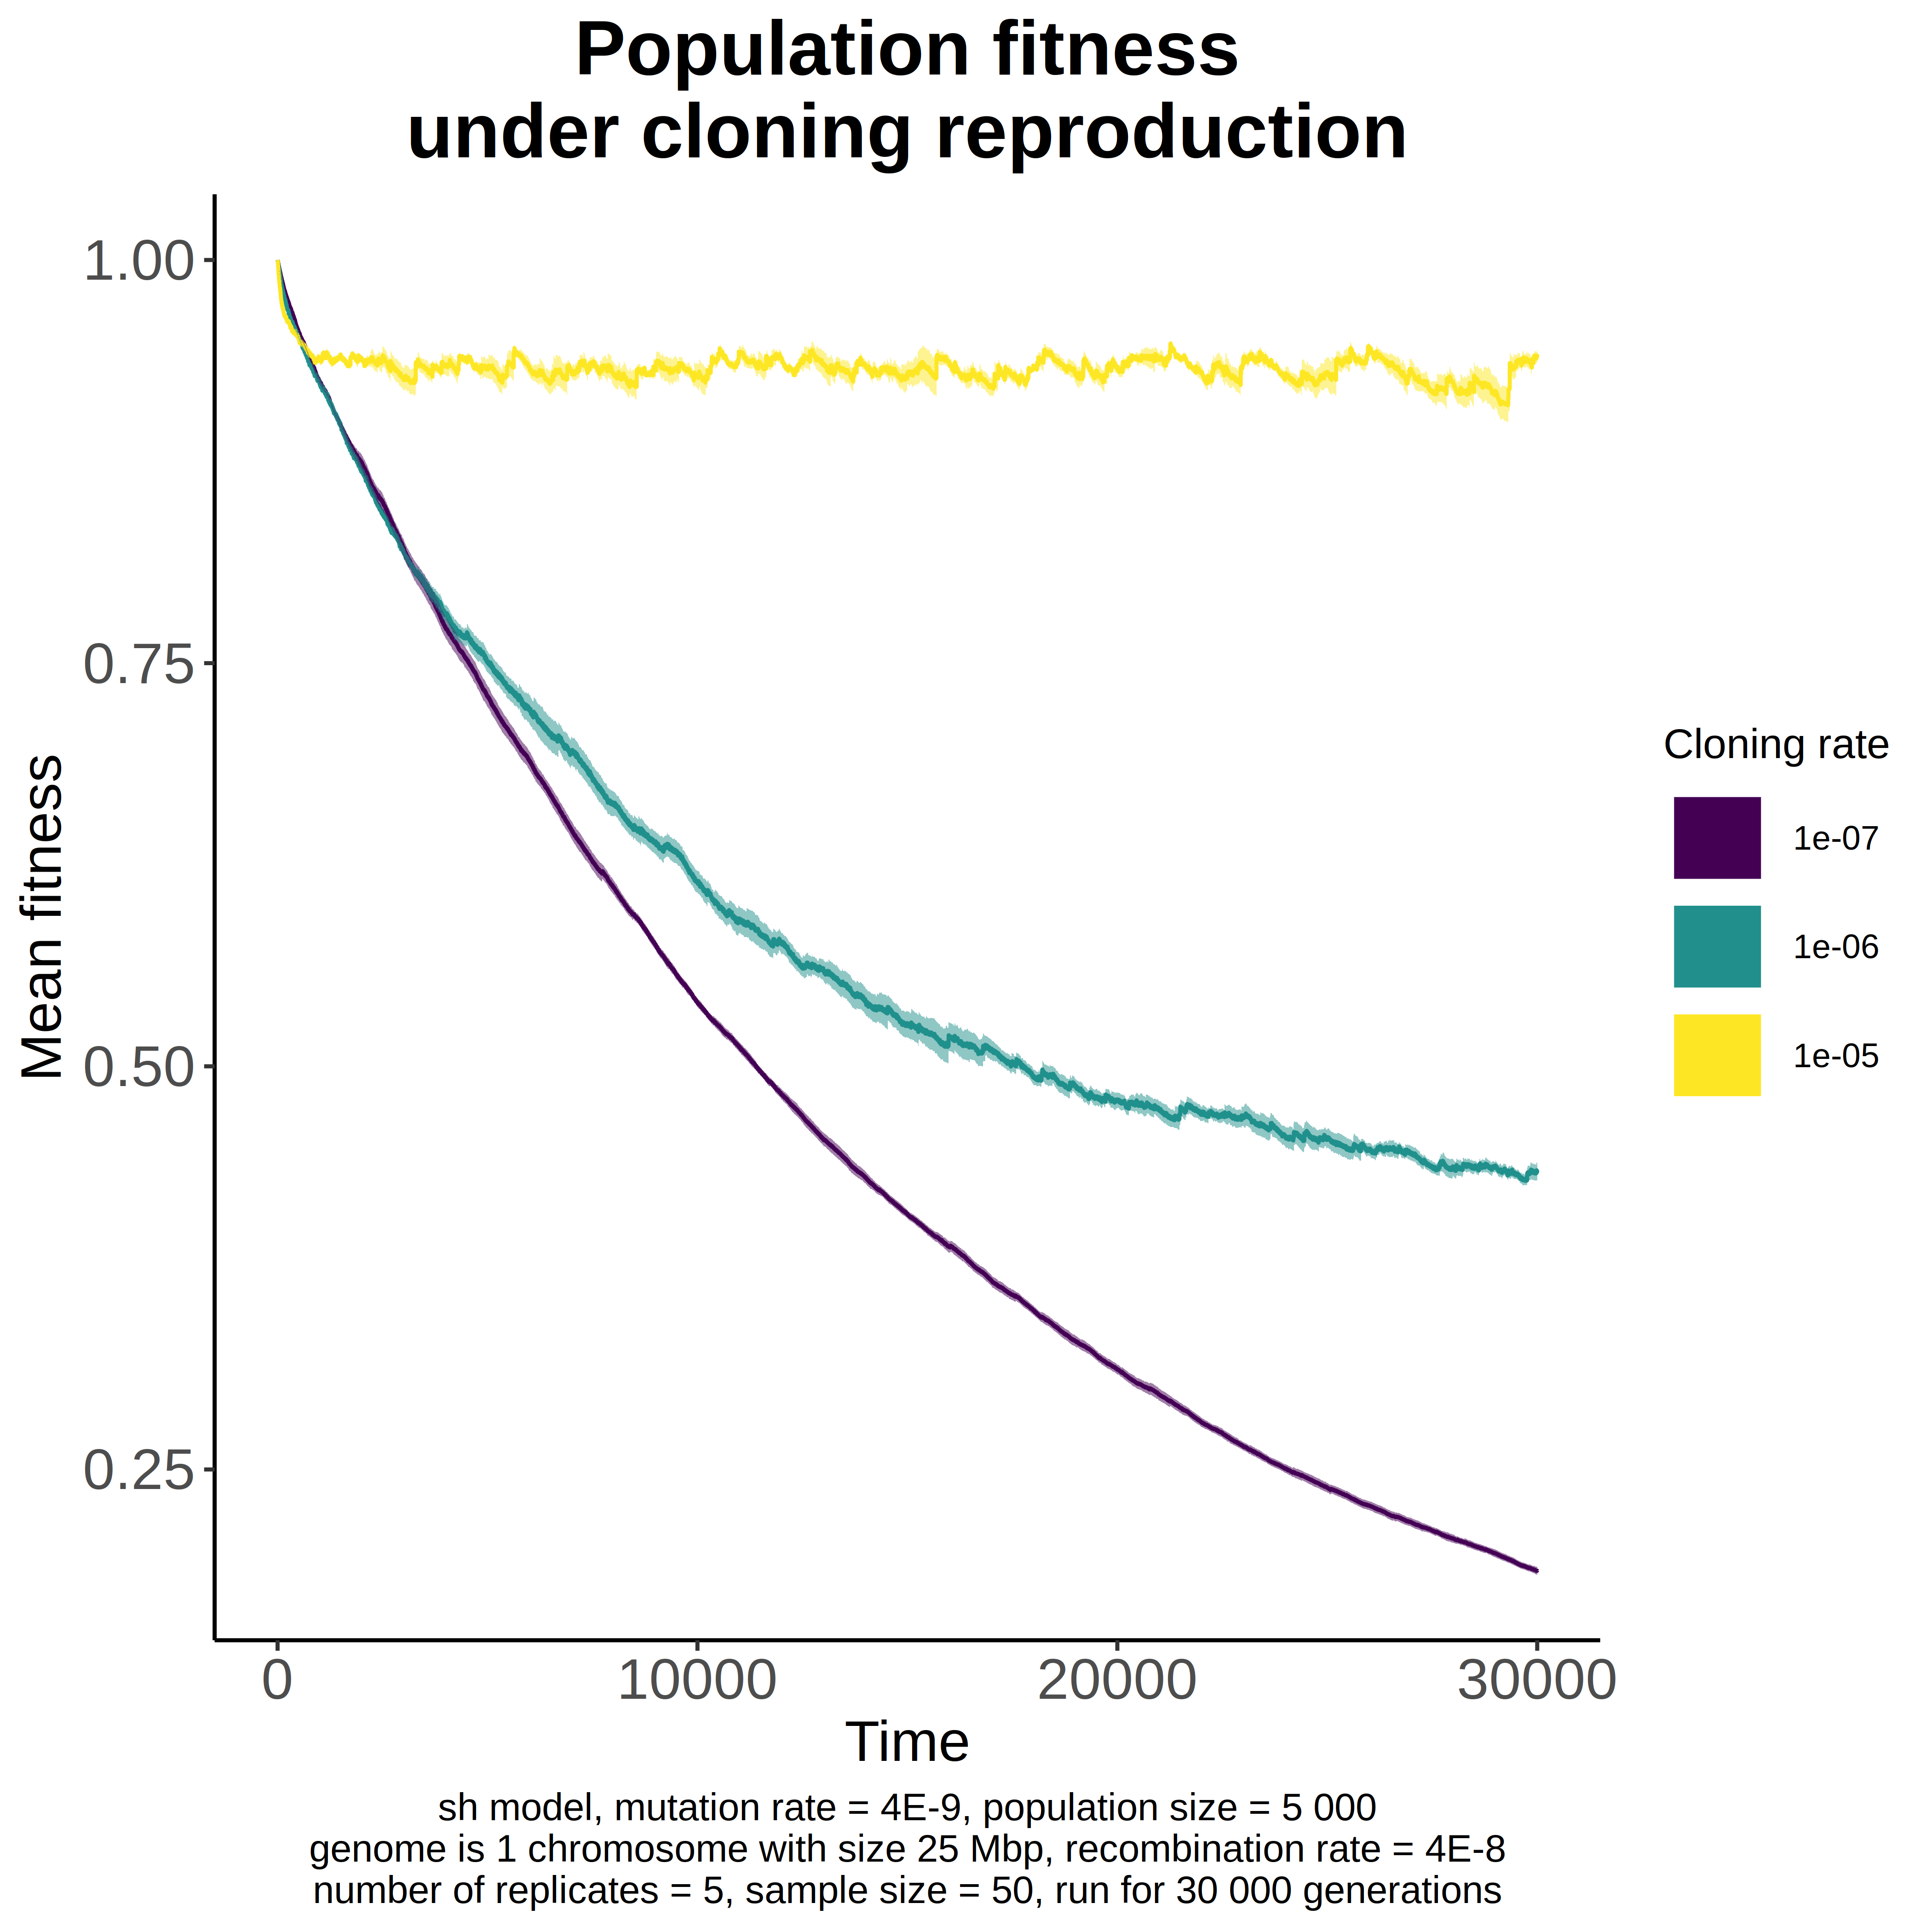 Population fitness
under cloning reproduction
1.00
0.75
0.50
0.25
Mean fitness
0
10000
20000
30000
Time
Cloning rate
1e-07
1e-06
1e-05
sh model, mutation rate = 4E-9, population size = 5 000
genome is 1 chromosome with size 25 Mbp, recombination rate = 4E-8
number of replicates = 5, sample size = 50, run for 30 000 generations